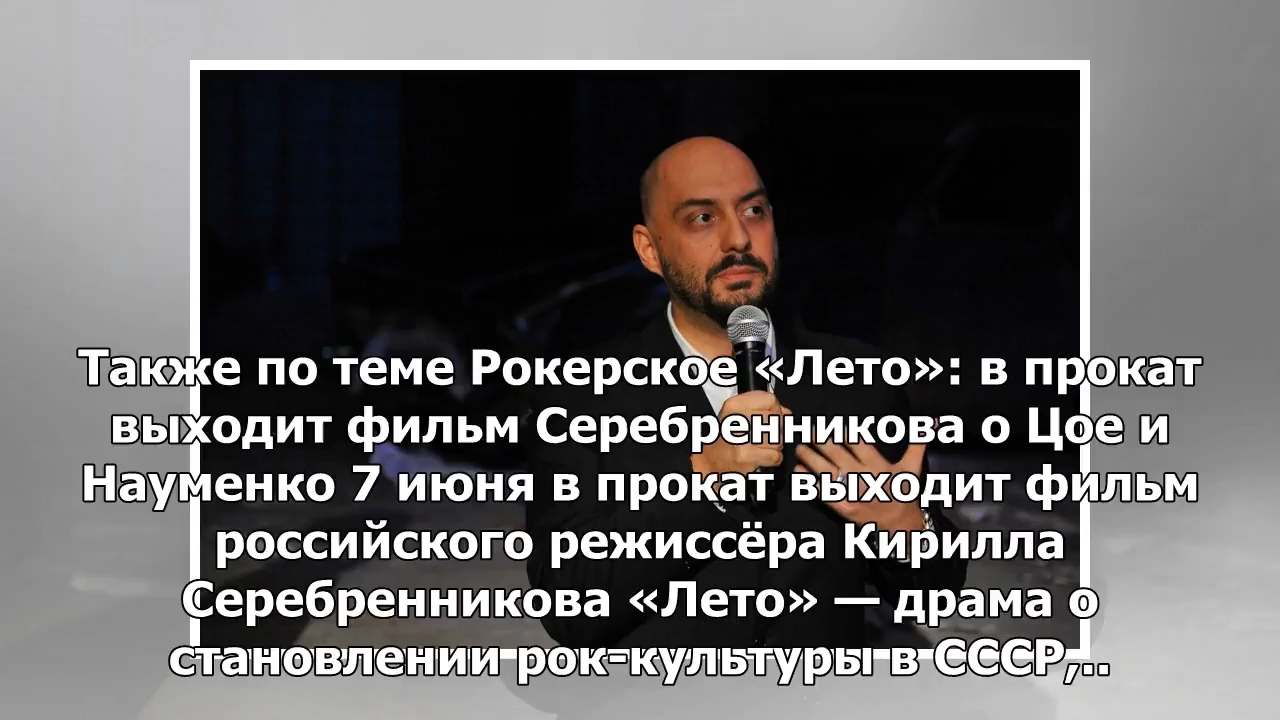 Также по теме Рокерское «Лето»: в прокат
выходит фильм Серебренникова о Цое и
Науменко 7 июня в прокат выходит фильм
российского режиссёра Кирилла
Серебренникова «Лето» — драма о
становлении рок-культуры в СССР,..